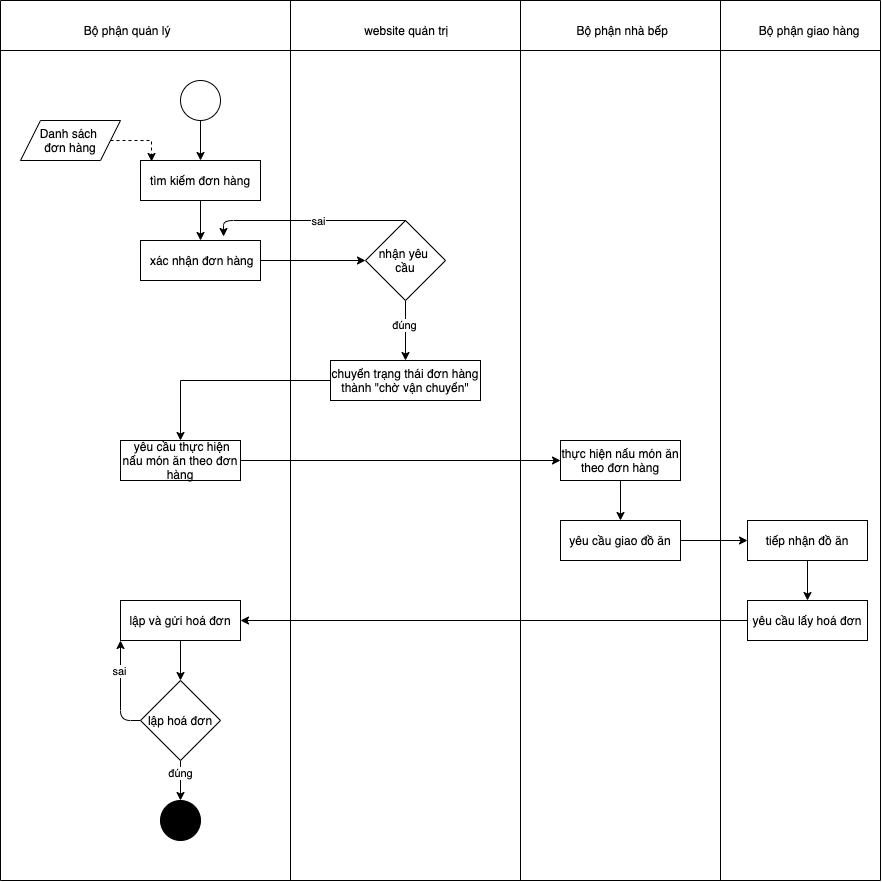 Bộ phận quản lý
website quản trị
Bộ phận nhà bếp
Bộ phận giao hàng
Danh sách
đơn hàng
tìm kiếm đơn hàng
sai
xác nhận đơn hàng
nhận yêu
cầu
đúng
chuyển trạng thái đơn hàng
thành "chờ vận chuyển"
yêu cầu thực hiện
nấu món ăn theo đơn
hàng
thực hiện nấu món ăn
theo đơn hàng
yêu cầu giao đồ ăn
tiếp nhận đồ ăn
lập và gửi hoá đơn
yêu cầu lấy hoá đơn
sai
lập hoá đơn
đúng